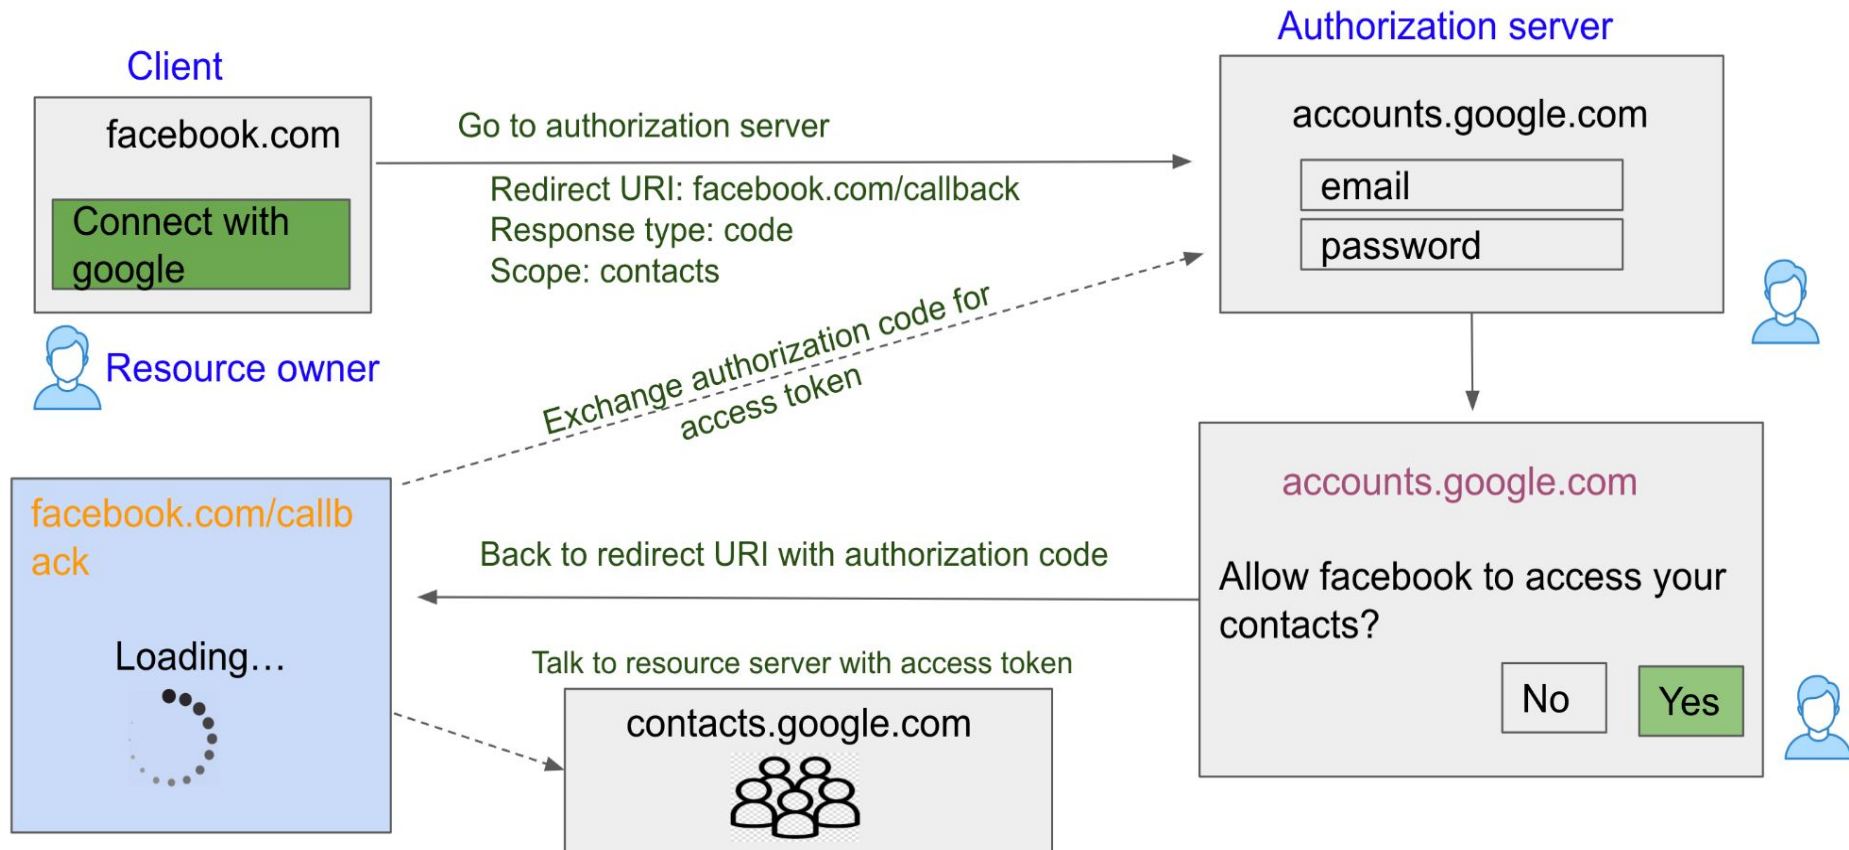 Authorization server
Client
facebook.com
Connect with
google
Go to authorization server
Redirect URI: facebook.com/callback
Response type: code
Scope: contacts
accounts.google.com
email
password
Resource owner
Exchange authorization code for
access token
facebook.com/callb
ack
Loading...
Back to redirect URI with authorization code
accounts.google.com
Allow facebook to access your
contacts?
No
Yes
Talk to resource server with access token
contacts.google.com